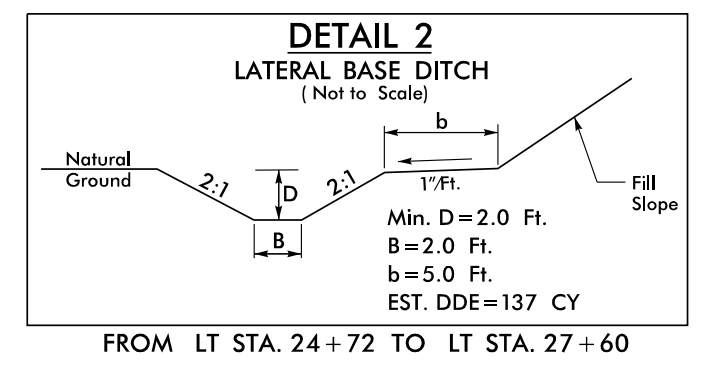 DETAIL 2
LATERAL BASE DITCH
( Not to Scale)
b
Natural
Ground
2:1
D
2:1
1"/Ft.
Fill
Slope
B
Min. D=2.0 Ft.
B=2.0 Ft.
b=5.0 Ft.
EST. DDE=137 CY
FROM LT STA. 24+72 TO LT STA. 27+60